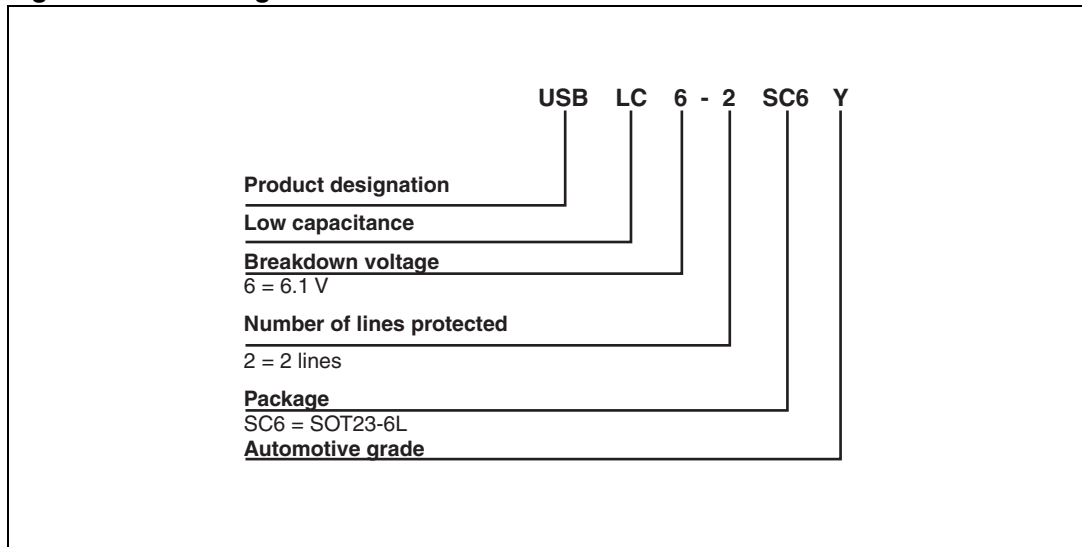 USB LC 6 - 2 SC6 Y
Product designation
Low capacitance
Breakdown voltage
6 = 6.1 V
Number of lines protected
2 = 2 lines
Package
SC6 = SOT23-6L
Automotive grade